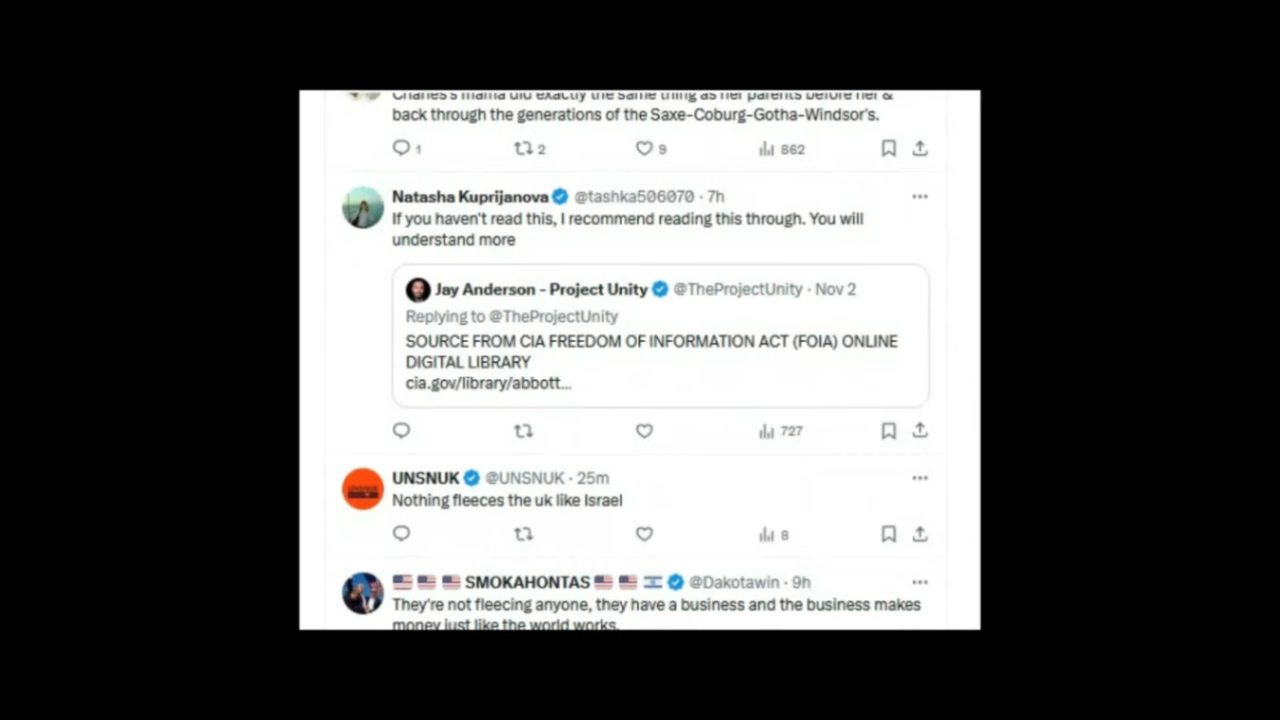 Charles's mama did exactly the same thing as her parents before her &
back through the generations of the Saxe-Coburg-Gotha-Windsor's.
1 2 9 862
Natasha Kuprijanova @tashka506070 · 7h
If you haven't read this, I recommend reading this through. You will
understand more
Jay Anderson - Project Unity @TheProjectUnity · Nov 2
Replying to @TheProjectUnity
SOURCE FROM CIA FREEDOM OF INFORMATION ACT (FOIA) ONLINE
DIGITAL LIBRARY
cia.gov/library/abbott...
727
UNSNUK @UNSNUK · 25m
Nothing fleeces the uk like Israel
8
SMOKAHONTAS @Dakotawin · 9h
They're not fleecing anyone, they have a business and the business makes
money just like the world works.